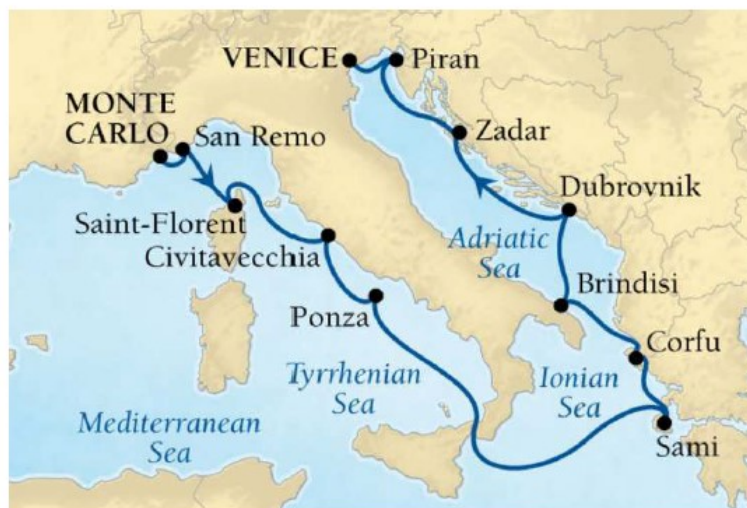 VENICE
Piran
MONTE
CARLO
San Remo
Zadar
Saint-Florent
Civitavecchia
Dubrovnik
Adriatic
Sea
Brindisi
Ponza
Corfu
Tyrrhenian
Sea
Ionian
Sea
Mediterranean
Sea
Sami